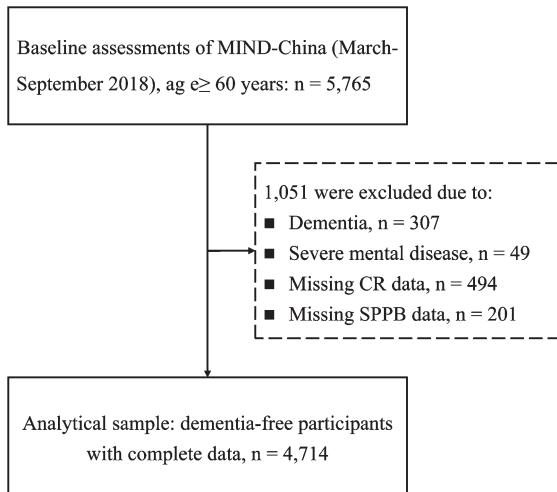 Baseline assessments of MIND-China (March-
September 2018), ag e≥ 60 years: n = 5,765
1,051 were excluded due to:
■ Dementia, n = 307
■ Severe mental disease, n = 49
■ Missing CR data, n = 494
■ Missing SPPB data, n = 201
Analytical sample: dementia-free participants
with complete data, n = 4,714